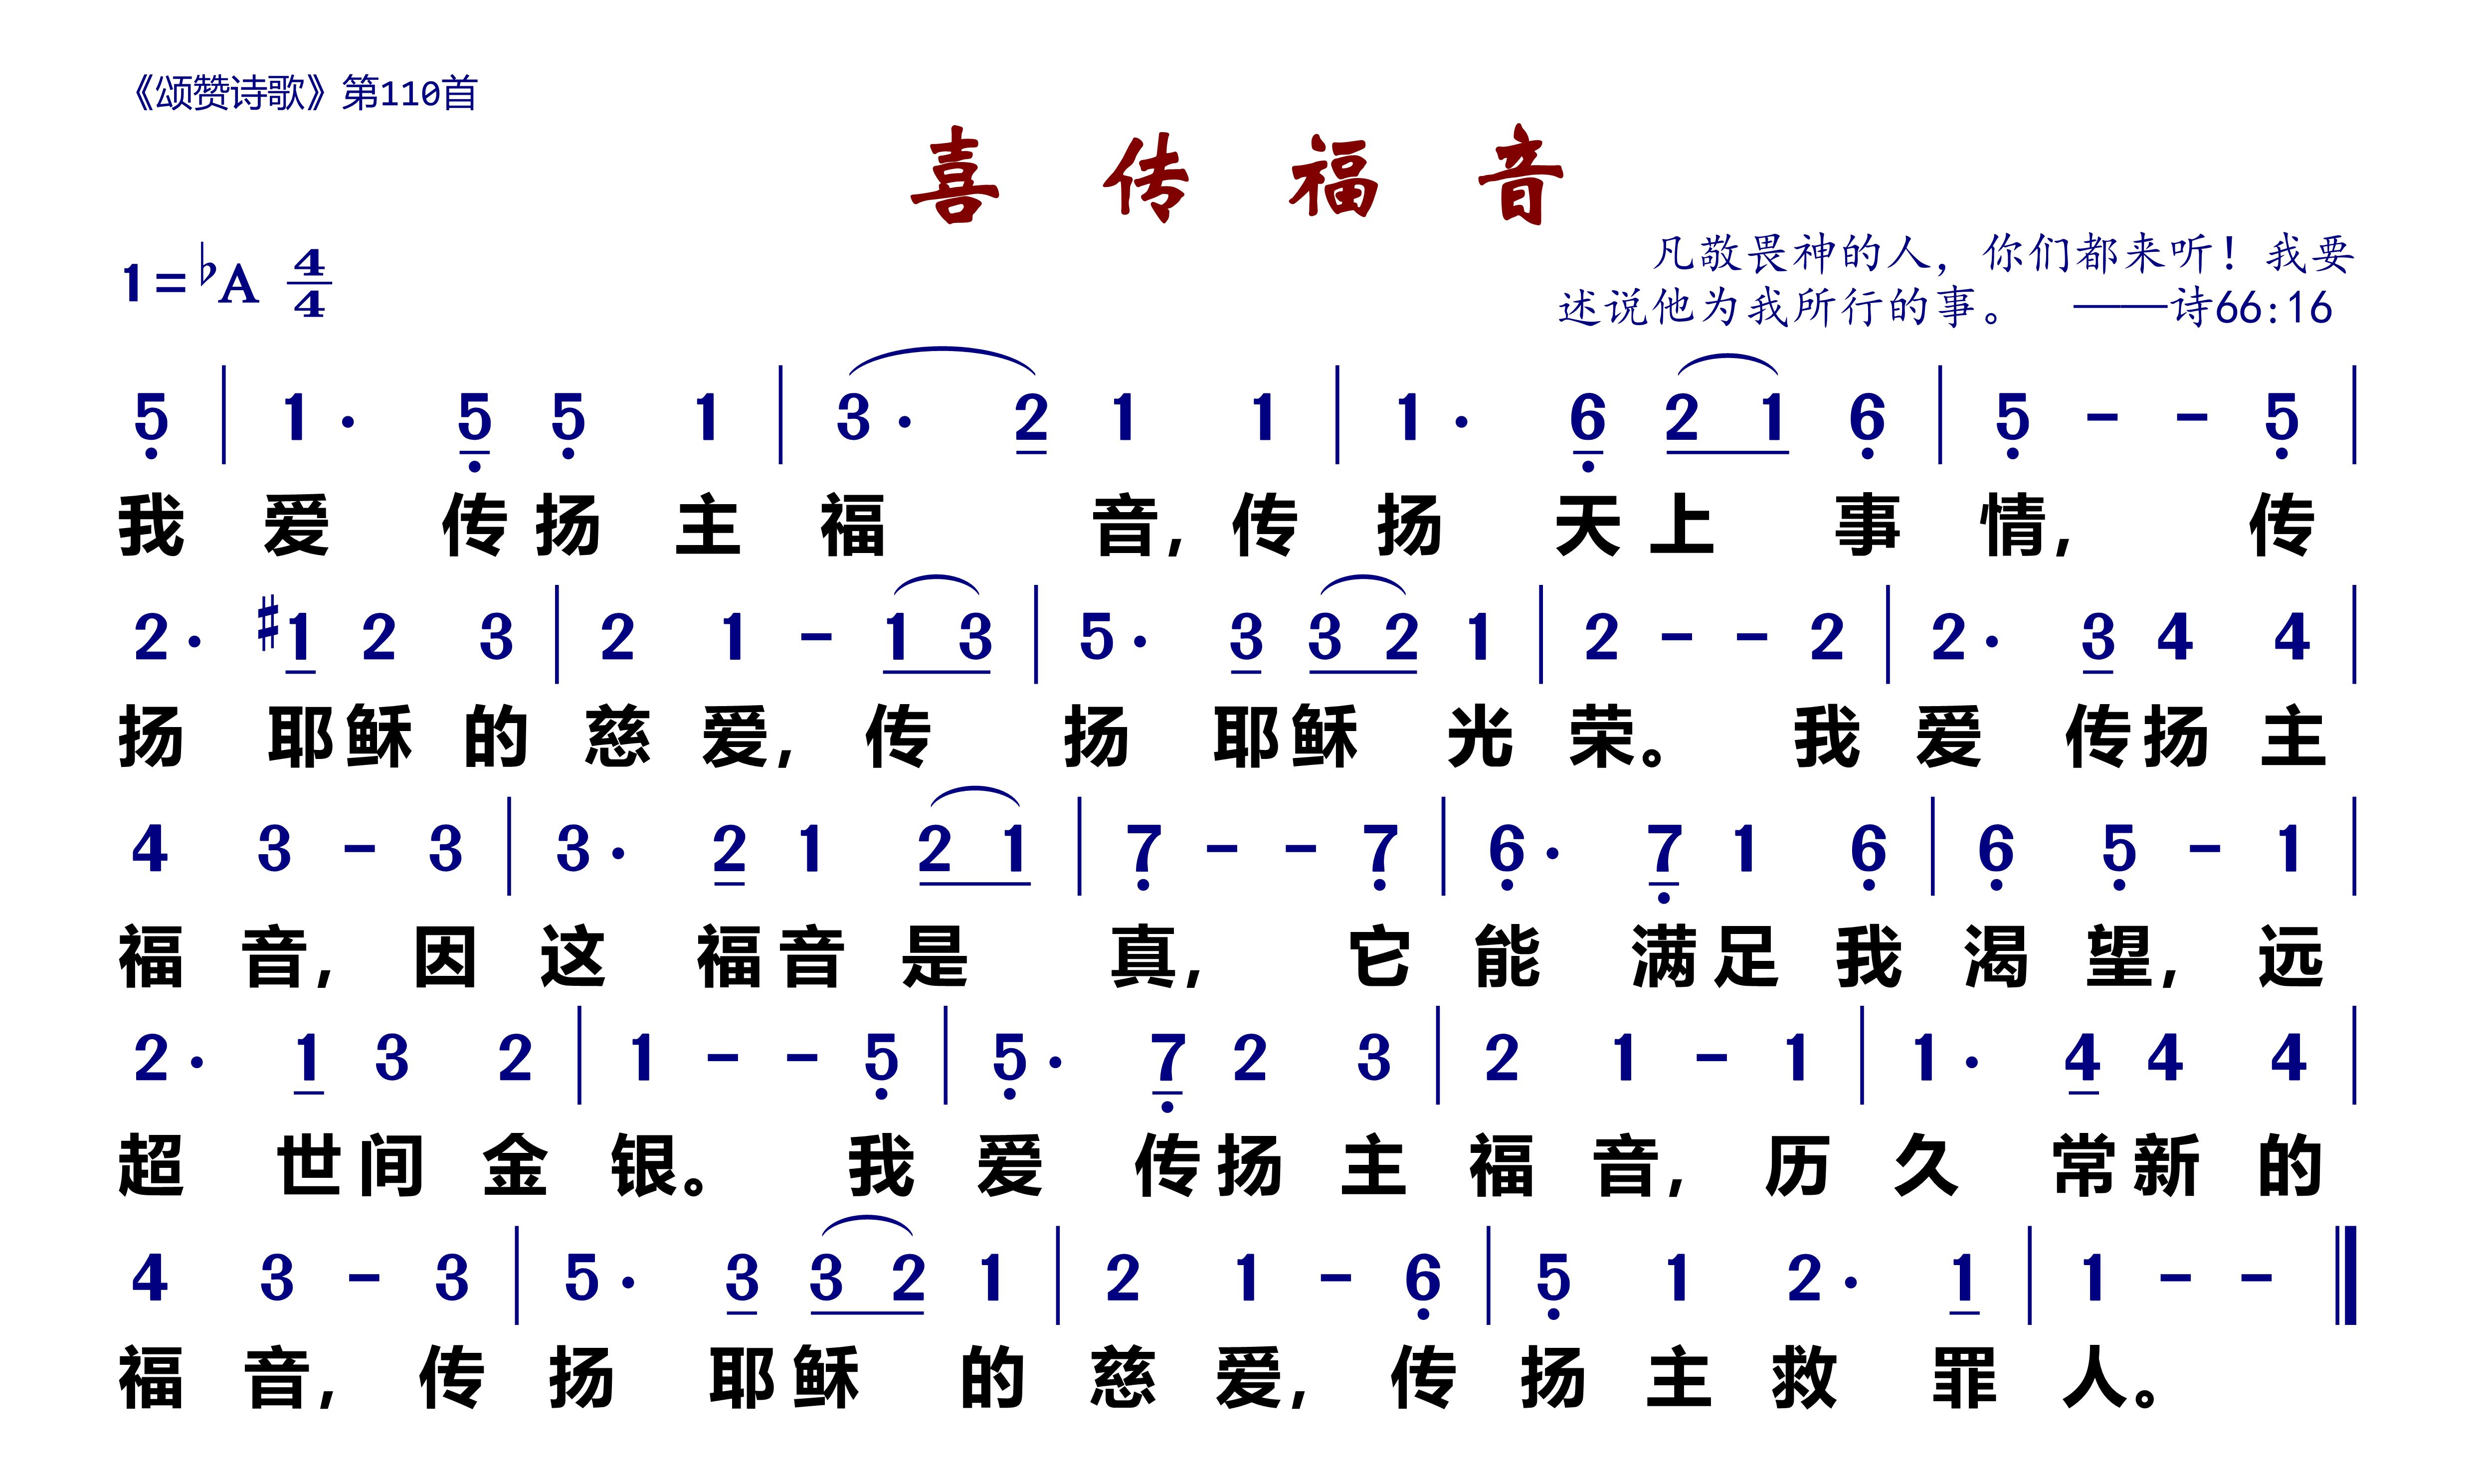 《颂赞诗歌》第110首
喜 传 福 音
1=♭A 4/4
凡敬畏神的人，你们都来听！我要
述说他为我所行的事。 ——诗66:16
5̣ | 1 · 5̣ 5̣ 1 | 3 · 2 1 1 | 1 · 6̣ 2 1 6̣ | 5̣ - - 5̣ |
我 爱 传 扬 主 福 音, 传 扬 天 上 事 情, 传
2 · #1 2 3 | 2 1 - 1 3 | 5 · 3 3 2 1 | 2 - - 2 | 2 · 3 4 4 |
扬 耶 稣 的 慈 爱, 传 扬 耶 稣 光 荣。 我 爱 传 扬 主
4 3 - 3 | 3 · 2 1 2 1 | 7̣ - - 7̣ | 6̣ · 7̣ 1 6̣ | 6̣ 5̣ - 1 |
福 音, 因 这 福 音 是 真, 它 能 满 足 我 渴 望, 远
2 · 1 3 2 | 1 - - 5̣ | 5̣ · 7̣ 2 3 | 2 1 - 1 | 1 · 4 4 4 |
超 世 间 金 银。 我 爱 传 扬 主 福 音, 历 久 常 新 的
4 3 - 3 | 5 · 3 3 2 1 | 2 1 - 6̣ | 5̣ 1 2 · 1 | 1 - - ‖
福 音, 传 扬 耶 稣 的 慈 爱, 传 扬 主 救 罪 人。